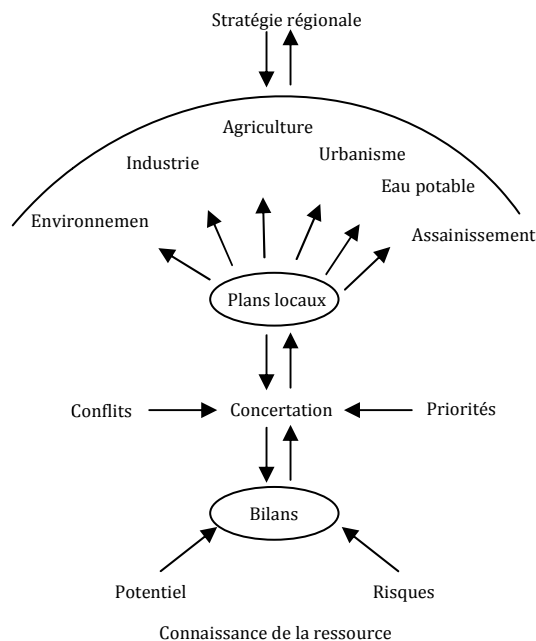 Stratégie régionale
Agriculture
Urbanisme
Industrie
Eau potable
Environnemen
Assainissement
Plans locaux
Conflits
Concertation
Priorités
Bilans
Potentiel
Risques
Connaissance de la ressource